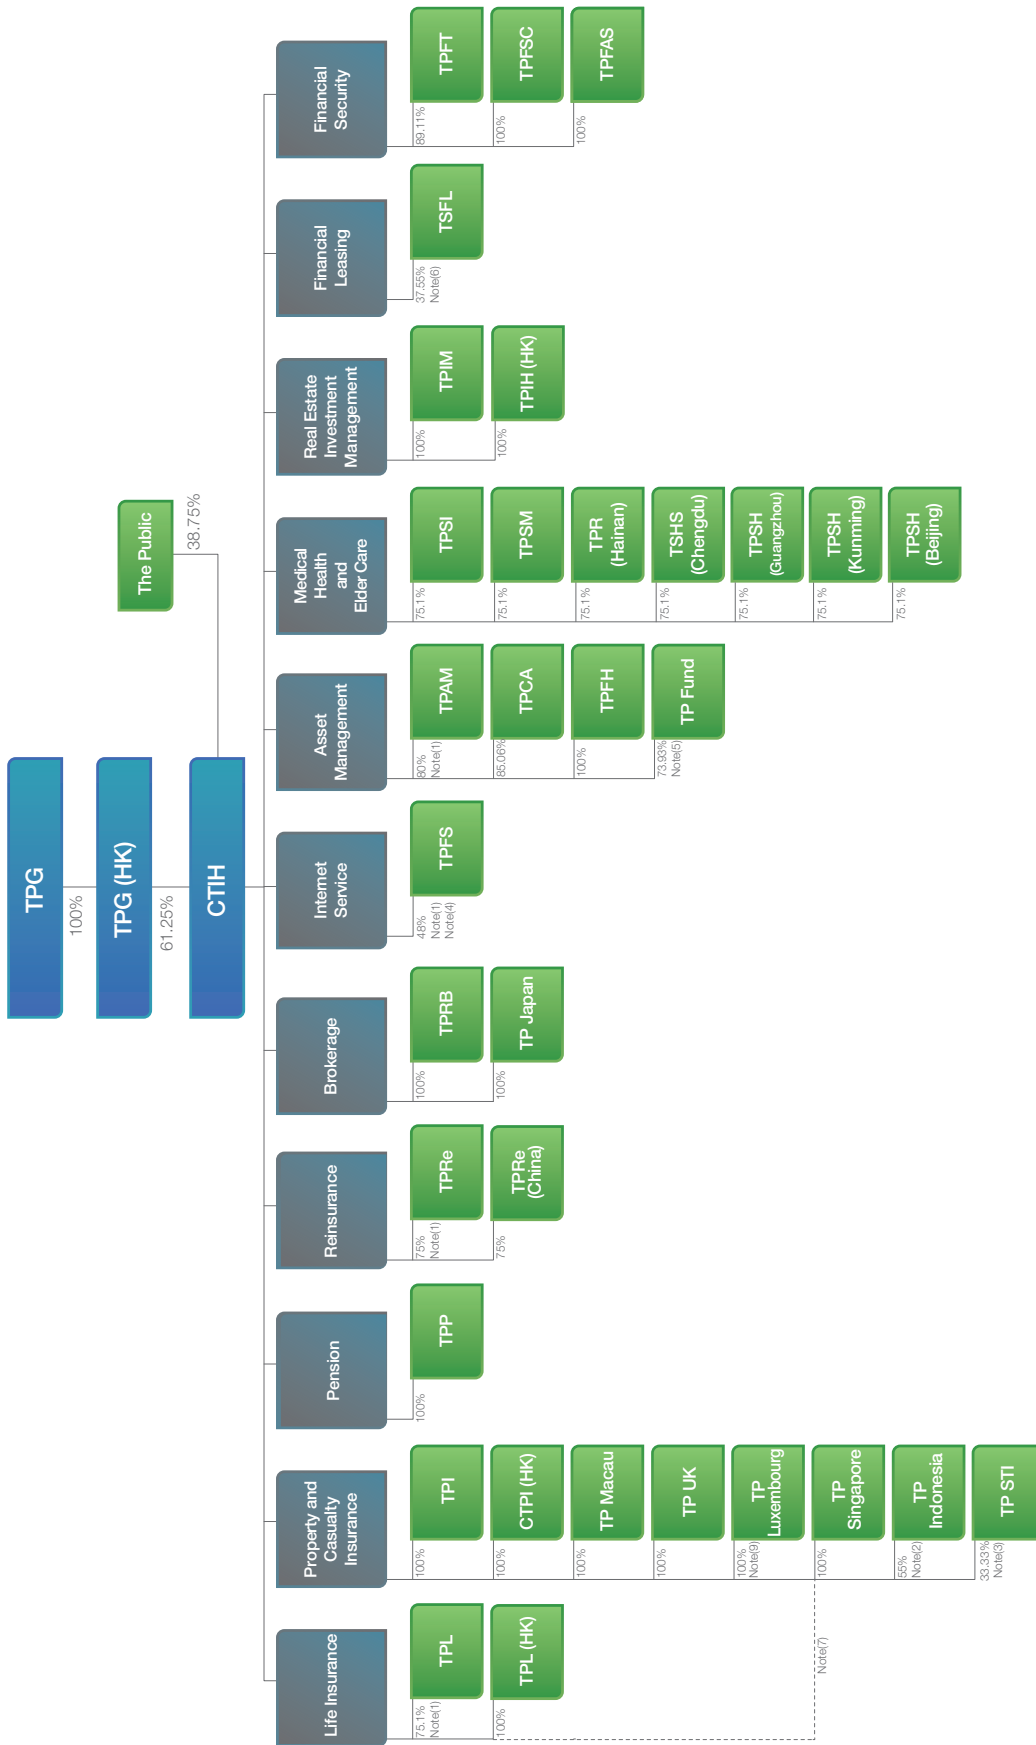 TPG
100%
TPG (HK)
61.25%
The Public
38.75%
CTIH
Life Insurance
75.1%
Note(1)
TPL
100%
TPL (HK)
Note(7)
Property and
Casualty
Insurance
100%
TPI
100%
CTPI (HK)
100%
TP Macau
100%
TP UK
100%
Note(9)
TP
Luxembourg
100%
TP
Singapore
55%
Note(2)
TP
Indonesia
33.33%
Note(3)
TP STI
Pension
100%
TPP
Reinsurance
75%
Note(1)
TPRe
75%
TPRe
(China)
Brokerage
100%
TPRB
100%
TP Japan
Internet
Service
48%
Note(1)
Note(4)
TPFS
Asset
Management
80%
Note(1)
TPAM
85.06%
TPCA
100%
TPFH
73.93%
Note(5)
TP Fund
Medical
Health
and
Elder Care
75.1%
TPSI
75.1%
TPSM
75.1%
TPR
(Hainan)
75.1%
TSHS
(Chengdu)
75.1%
TPSH
(Guangzhou)
75.1%
TPSH
(Kunming)
75.1%
TPSH
(Beijing)
Real Estate
Investment
Management
100%
TPIM
100%
TPIH (HK)
Financial
Leasing
37.55%
Note(6)
TSFL
Financial
Security
89.11%
TPFT
100%
TPFSC
100%
TPFAS